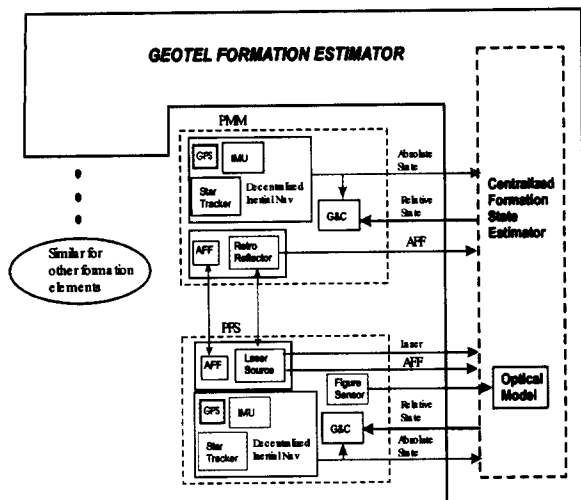 GEOTEL FORMATION ESTIMATOR
PMM
GPS
IMU
Star
Tracker
Decentralized
Inertial Nav
G&C
Absolute
State
Relative
State
AFF
Retro
Reflector
AFF
Centralized
Formation
State
Estimator
Similar for
other formation
elements
PFS
AFF
Laser
Source
laser
AFF
Figure
Sensor
Optical
Model
GPS
IMU
Star
Tracker
Decentralized
Inertial Nav
G&C
Relative
State
Absolute
State